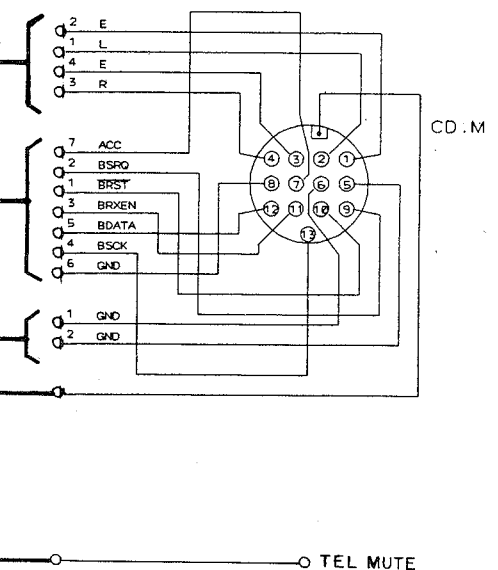 2 E
1 L
4 E
3 R
CD.M
7 ACC
2 BSRQ
1 BRST
3 BRXEN
5 BDATA
4 BSCK
6 GND
4 3 2 1
8 7 6 5
12 11 10 9
13
1 GND
2 GND
TEL MUTE